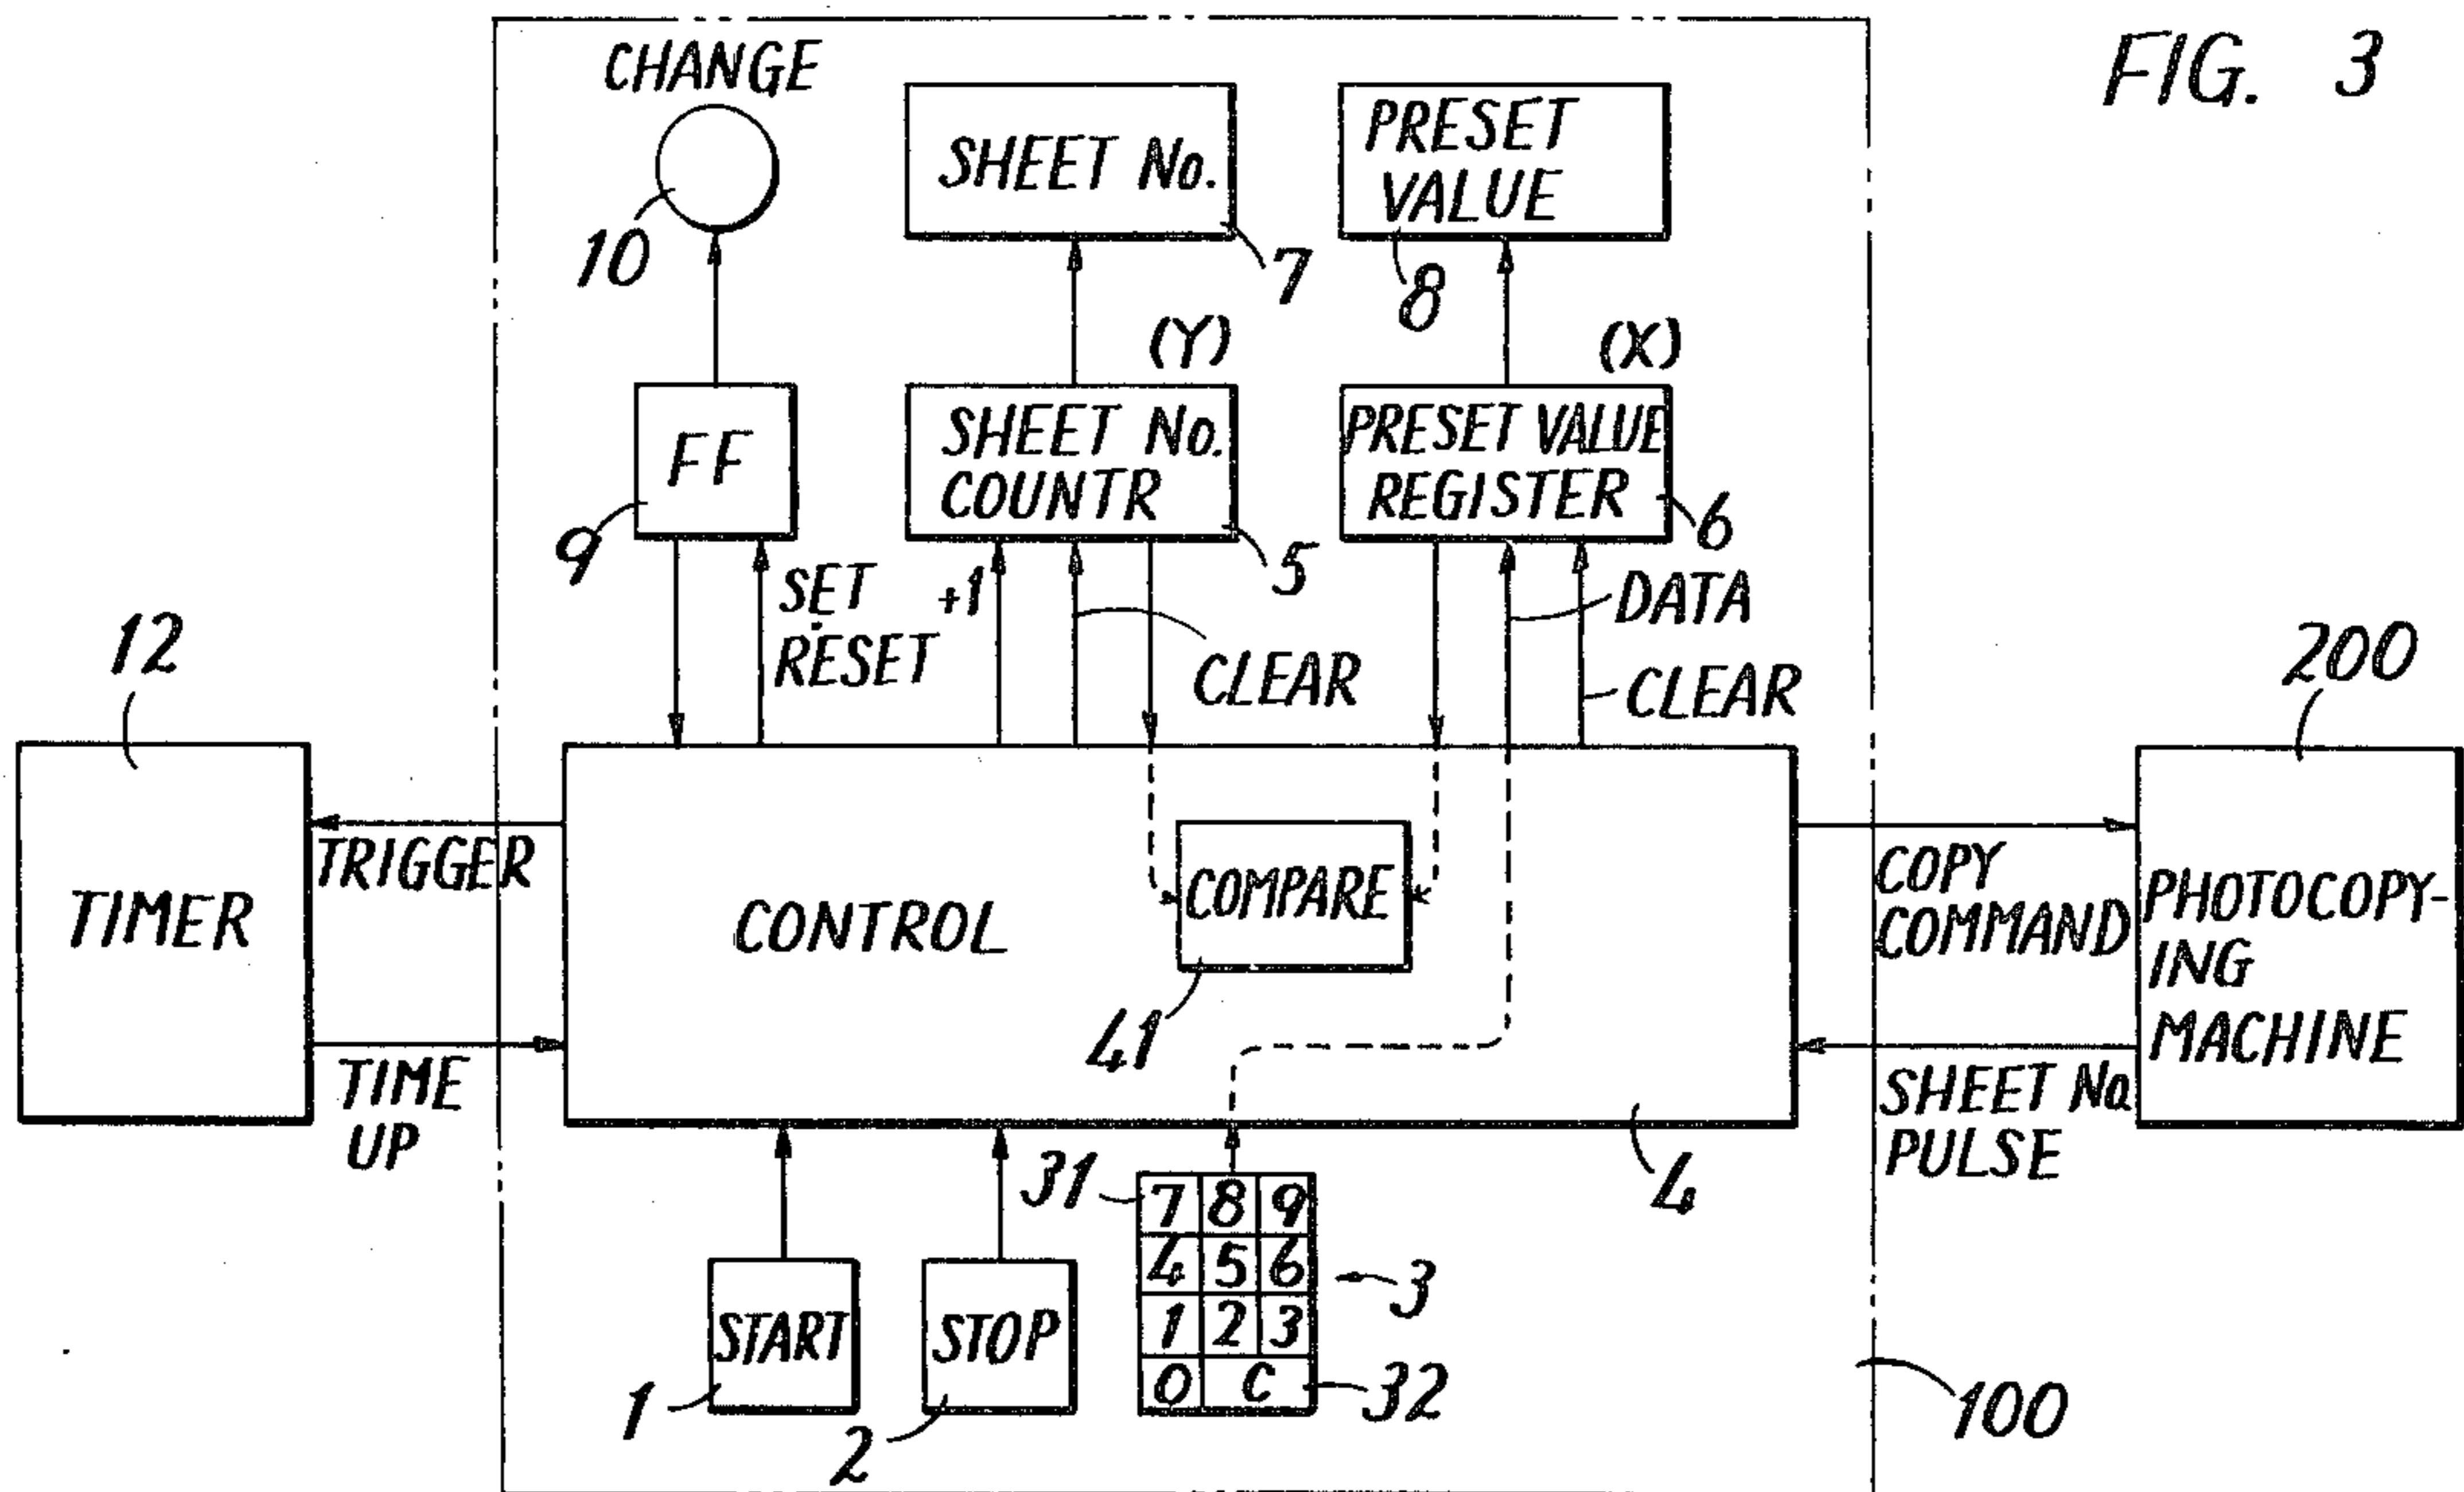 FIG. 3
CHANGE
10
SHEET No.
7
PRESET
VALUE
8
(Y)
(X)
FF
9
SHEET No.
COUNTR
5
PRESET VALUE
REGISTER
6
SET
RESET
+1
CLEAR
DATA
CLEAR
12
TIMER
TRIGGER
TIME
UP
CONTROL
COMPARE
41
4
200
COPY
COMMAND
PHOTOCOPY-
ING
MACHINE
SHEET No.
PULSE
START
1
STOP
2
31
7 8 9
4 5 6
1 2 3
0 C
3
32
100